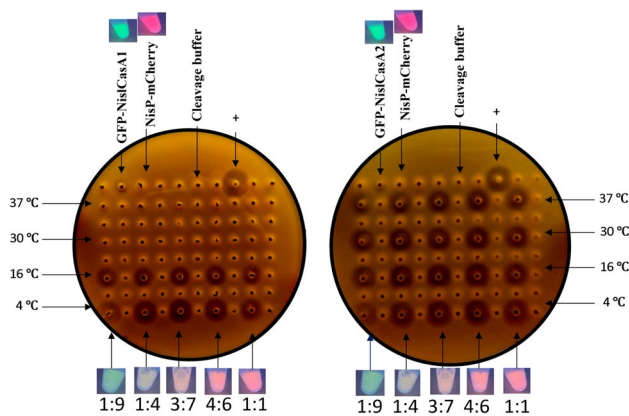 GFP-NislCasA1
NisP-mCherry
Cleavage buffer
+
37 °C
30 °C
16 °C
4 °C
1:9 1:4 3:7 4:6 1:1
GFP-NislCasA2
NisP-mCherry
Cleavage buffer
+
37 °C
30 °C
16 °C
4 °C
1:9 1:4 3:7 4:6 1:1